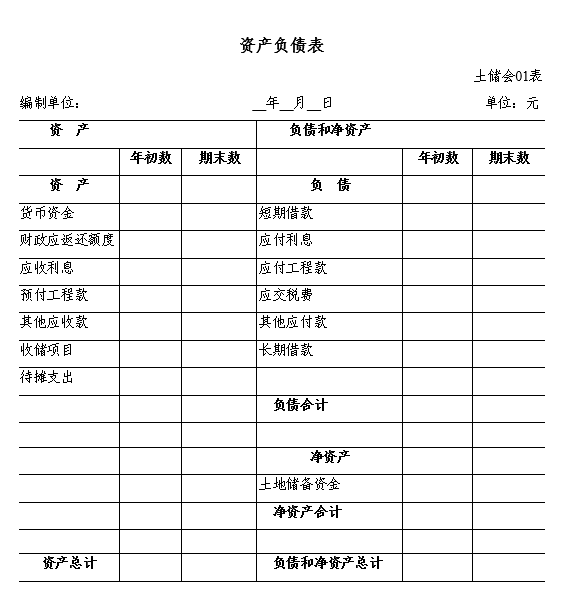 资产负债表
土储会01表
编制单位: __年__月__日 单位:元
资 产 负债和净资产
年初数 期末数 年初数 期末数
资 产 负 债
货币资金 短期借款
财政应返还额度 应付利息
应收利息 应付工程款
预付工程款 应交税费
其他应收款 其他应付款
收储项目 长期借款
待摊支出
负债合计
净资产
土地储备资金
净资产合计
资产总计 负债和净资产总计